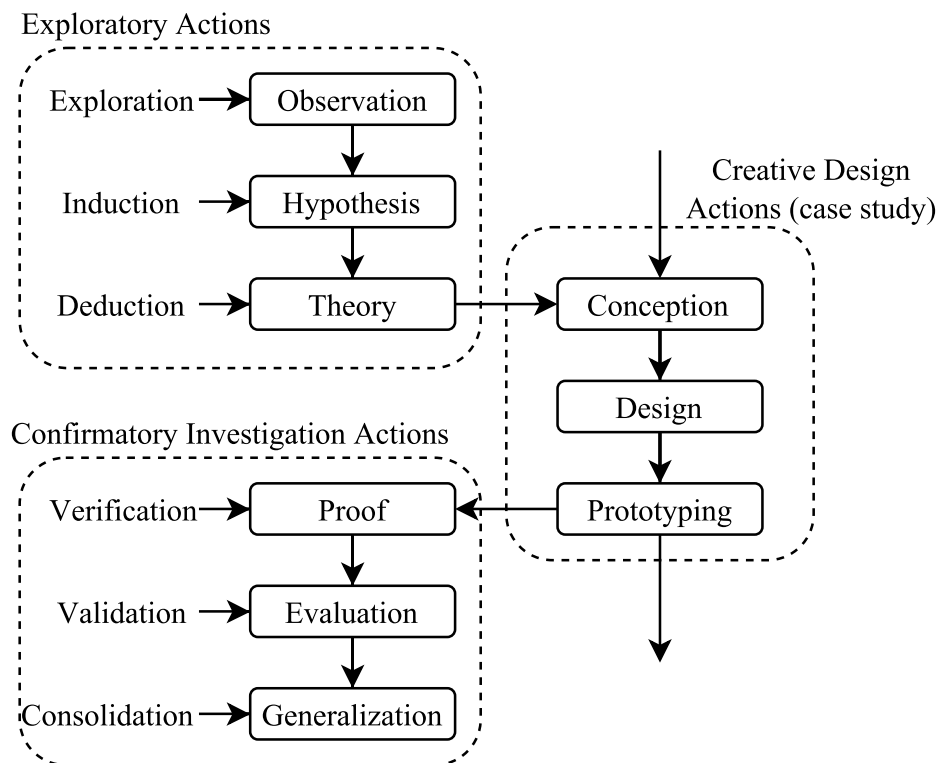 Exploratory Actions
Exploration
Observation
Induction
Hypothesis
Deduction
Theory
Creative Design
Actions (case study)
Conception
Design
Prototyping
Confirmatory Investigation Actions
Verification
Proof
Validation
Evaluation
Consolidation
Generalization